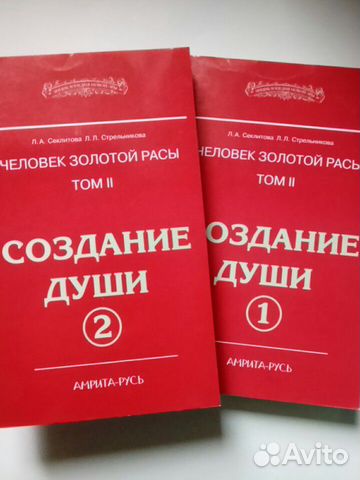 Л.А. Секлитова Л.Л. Стрельникова
ЧЕЛОВЕК ЗОЛОТОЙ РАСЫ
ТОМ II
СОЗДАНИЕ
ДУШИ
2
АМРИТА-РУСЬ
Л.А. Секлитова Л.Л. Стрельникова
ЧЕЛОВЕК ЗОЛОТОЙ РАСЫ
ТОМ II
ОЗДАНИЕ
ДУШИ
1
АМРИТА-РУСЬ
Avito